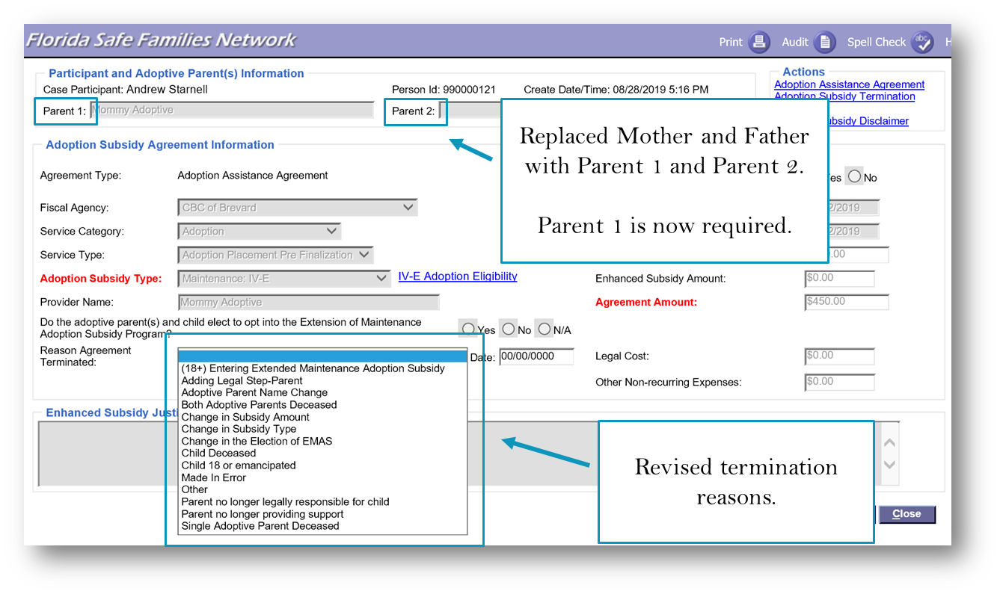 Florida Safe Families Network
Print Audit Spell Check H
Participant and Adoptive Parent(s) Information
Case Participant: Andrew Starnell Person Id: 990000121 Create Date/Time: 08/28/2019 5:16 PM
Parent 1: Mommy Adoptive Parent 2:
Actions
Adoption Assistance Agreement
Adoption Subsidy Termination
ubsidy Disclaimer
Replaced Mother and Father
with Parent 1 and Parent 2.
Parent 1 is now required.
Adoption Subsidy Agreement Information
Agreement Type: Adoption Assistance Agreement
es No
Fiscal Agency: CBC of Brevard
2/2019
Service Category: Adoption
2/2019
Service Type: Adoption Placement Pre Finalization
.00
Adoption Subsidy Type: Maintenance: IV-E IV-E Adoption Eligibility Enhanced Subsidy Amount: $0.00
Provider Name: Mommy Adoptive Agreement Amount: $450.00
Do the adoptive parent(s) and child elect to opt into the Extension of Maintenance
Adoption Subsidy Program? Yes No N/A
Reason Agreement
Terminated: Date: 00/00/0000 Legal Cost: $0.00
Other Non-recurring Expenses: $0.00
(18+) Entering Extended Maintenance Adoption Subsidy
Adding Legal Step-Parent
Adoptive Parent Name Change
Both Adoptive Parents Deceased
Change in Subsidy Amount
Change in Subsidy Type
Change in the Election of EMAS
Child Deceased
Child 18 or emancipated
Made In Error
Other
Parent no longer legally responsible for child
Parent no longer providing support
Single Adoptive Parent Deceased
Enhanced Subsidy Justi
Revised termination
reasons.
Close